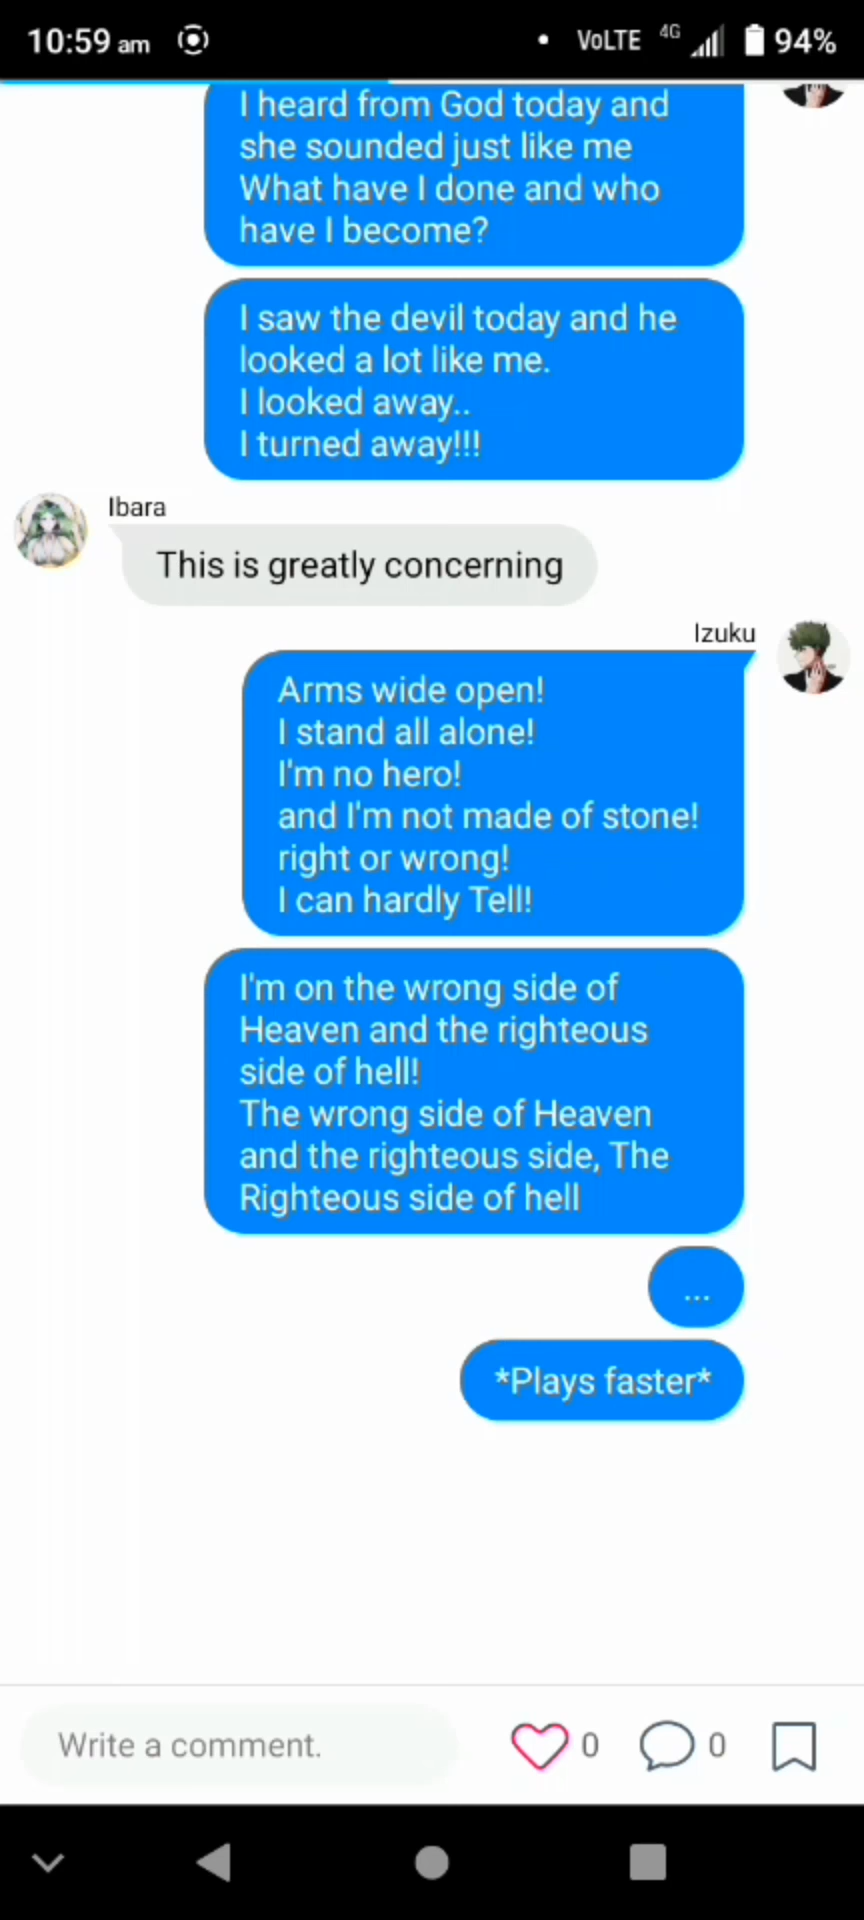 10:59 am VoLTE 4G 94%
I heard from God today and
she sounded just like me
What have I done and who
have I become?
I saw the devil today and he
looked a lot like me.
I looked away..
I turned away!!!
Ibara
This is greatly concerning
Izuku
Arms wide open!
I stand all alone!
I'm no hero!
and I'm not made of stone!
right or wrong!
I can hardly Tell!
I'm on the wrong side of
Heaven and the righteous
side of hell!
The wrong side of Heaven
and the righteous side, The
Righteous side of hell
...
*Plays faster*
Write a comment. 0 0